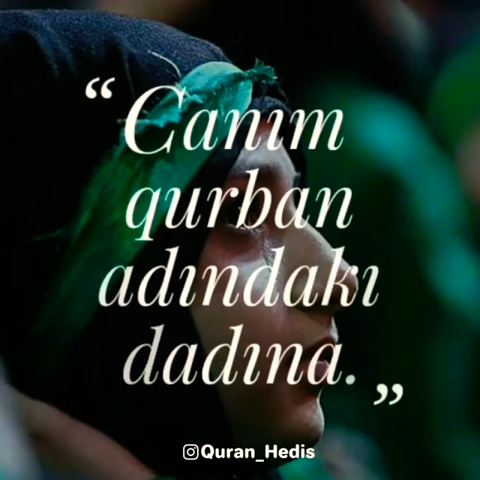 “Canım
qurban
adındakı
dadına.”
Quran_Hedis